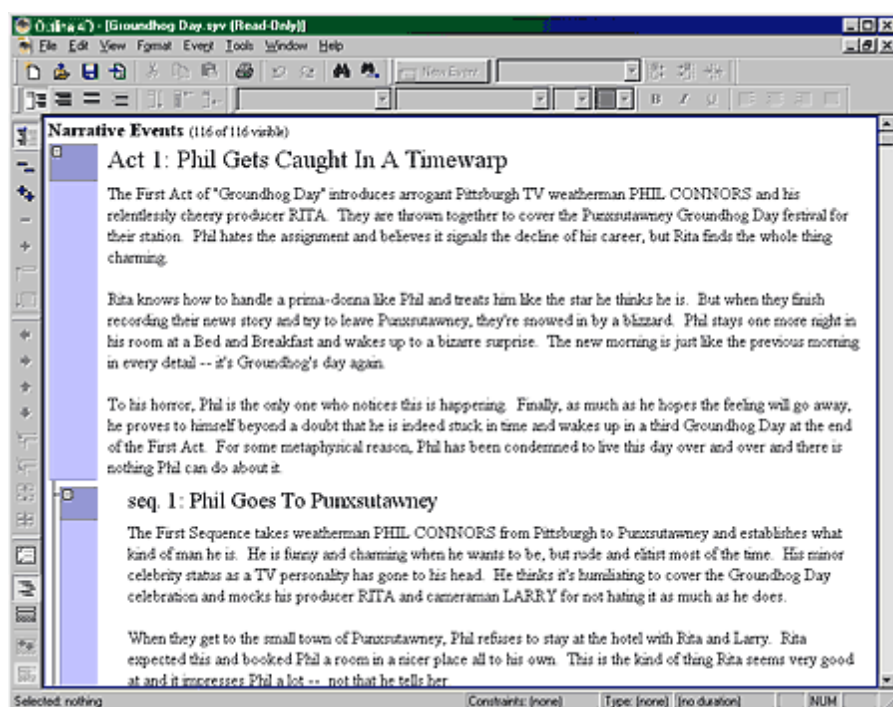 Outline 4D - [Groundhog Day.syv (Read-Only)]
File Edit View Format Event Tools Window Help
New Event
B I U
Narrative Events (116 of 116 visible)
Act 1: Phil Gets Caught In A Timewarp
The First Act of "Groundhog Day" introduces arrogant Pittsburgh TV weatherman PHIL CONNORS and his
relentlessly cheery producer RITA. They are thrown together to cover the Punxsutawney Groundhog Day festival for
their station. Phil hates the assignment and believes it signals the decline of his career, but Rita finds the whole thing
charming.
Rita knows how to handle a prima-donna like Phil and treats him like the star he thinks he is. But when they finish
recording their news story and try to leave Punxsutawney, they're snowed in by a blizzard. Phil stays one more night in
his room at a Bed and Breakfast and wakes up to a bizarre surprise. The new morning is just like the previous morning
in every detail -- it's Groundhog's day again.
To his horror, Phil is the only one who notices this is happening. Finally, as much as he hopes the feeling will go away,
he proves to himself beyond a doubt that he is indeed stuck in time and wakes up in a third Groundhog Day at the end
of the First Act. For some metaphysical reason, Phil has been condemned to live this day over and over and there is
nothing Phil can do about it.
seq. 1: Phil Goes To Punxsutawney
The First Sequence takes weatherman PHIL CONNORS from Pittsburgh to Punxsutawney and establishes what
kind of man he is. He is funny and charming when he wants to be, but rude and elitist most of the time. His minor
celebrity status as a TV personality has gone to his head. He thinks it's humiliating to cover the Groundhog Day
celebration and mocks his producer RITA and cameraman LARRY for not hating it as much as he does.
When they get to the small town of Punxsutawney, Phil refuses to stay at the hotel with Rita and Larry. Rita
expected this and booked Phil a room in a nicer place all to his own. This is the kind of thing Rita seems very good
at and it impresses Phil a lot -- not that he tells her
Selected: nothing Constraints: (none) Type: (none) (no duration) NUM